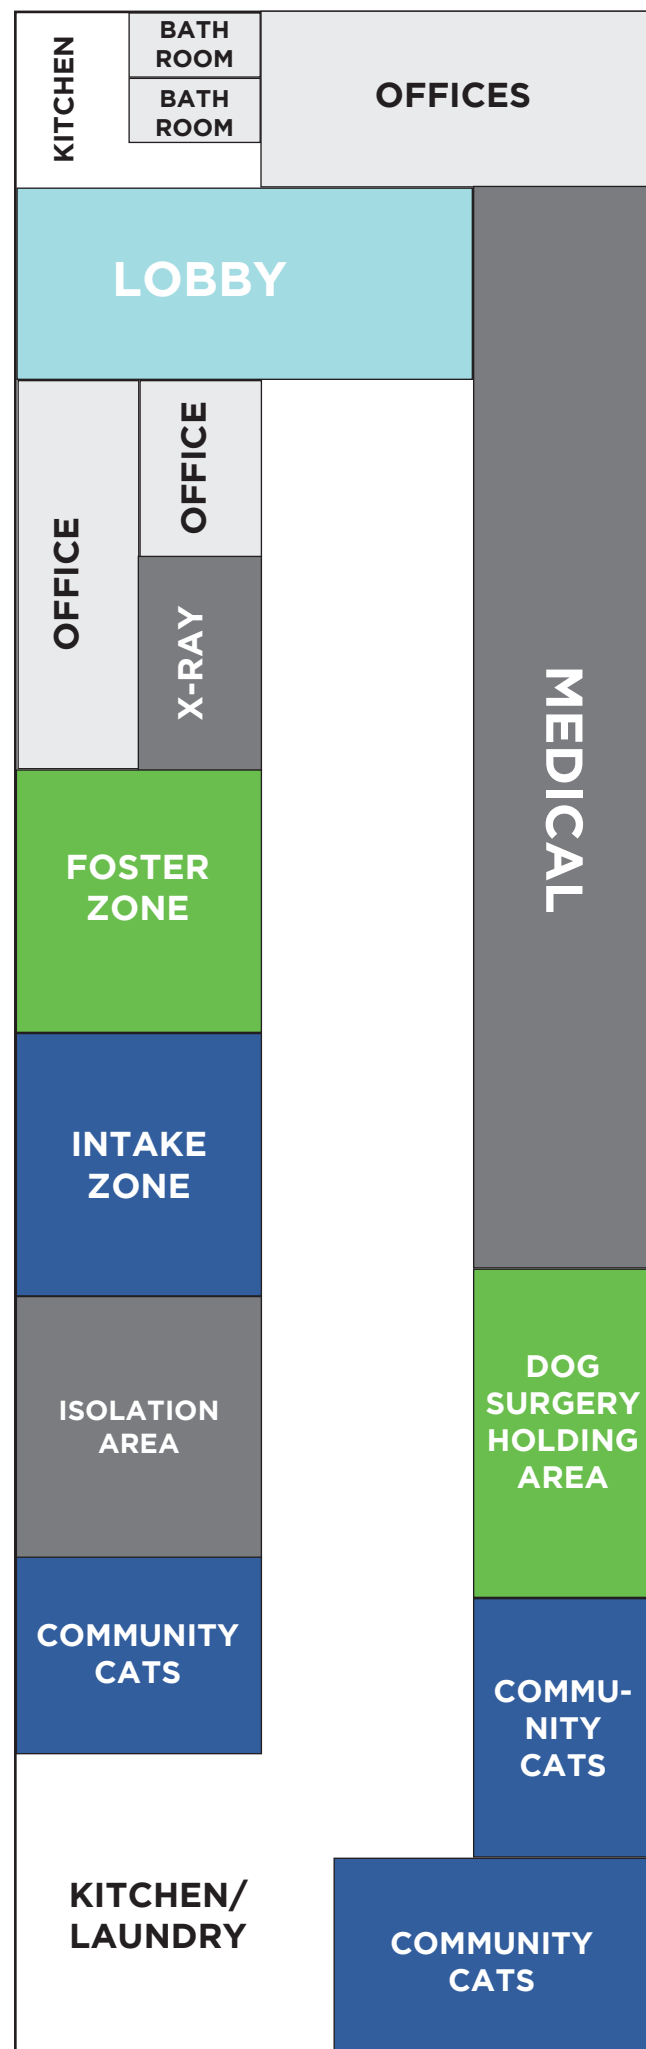 KITCHEN
BATH
ROOM
BATH
ROOM
OFFICES
LOBBY
OFFICE
OFFICE
X-RAY
MEDICAL
FOSTER
ZONE
INTAKE
ZONE
ISOLATION
AREA
DOG
SURGERY
HOLDING
AREA
COMMUNITY
CATS
COMMU-
NITY
CATS
KITCHEN/
LAUNDRY
COMMUNITY
CATS